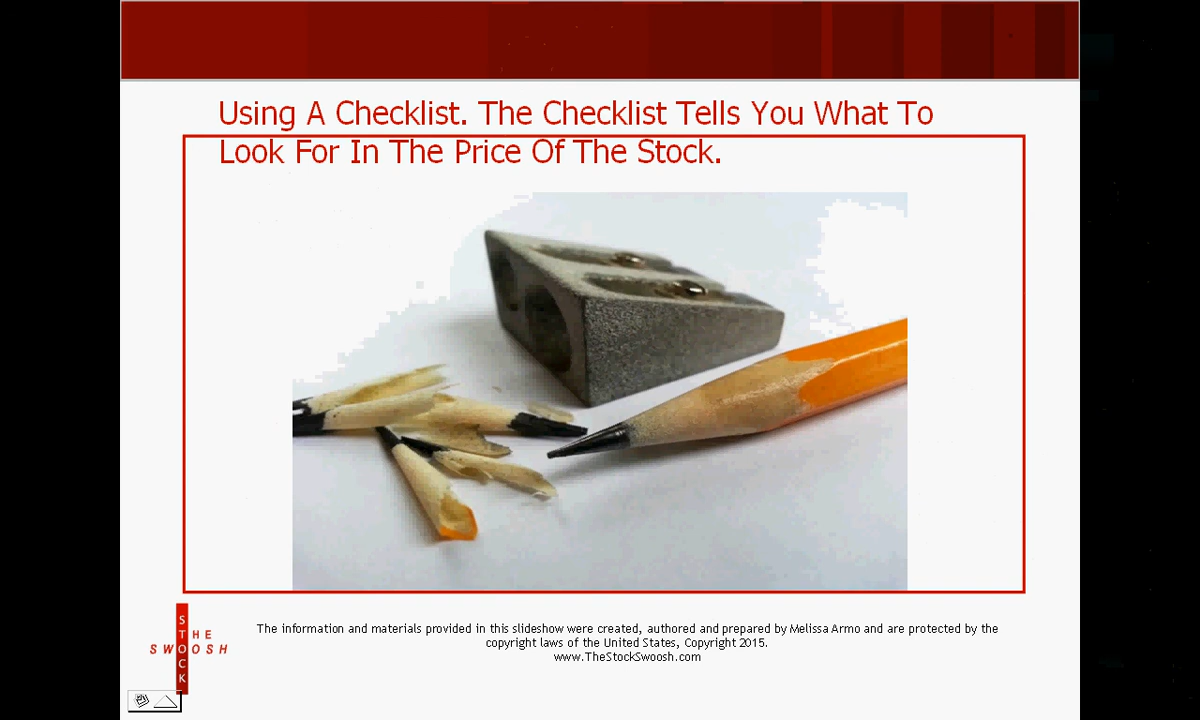 Using A Checklist. The Checklist Tells You What To
Look For In The Price Of The Stock.
THE
STOCK
SWOOSH
The information and materials provided in this slideshow were created, authored and prepared by Melissa Armo and are protected by the
copyright laws of the United States, Copyright 2015.
www.TheStockSwoosh.com